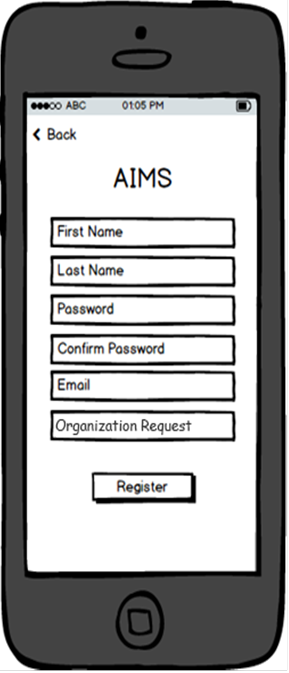 ABC 01:05 PM
Back
AIMS
First Name
Last Name
Password
Confirm Password
Email
Organization Request
Register